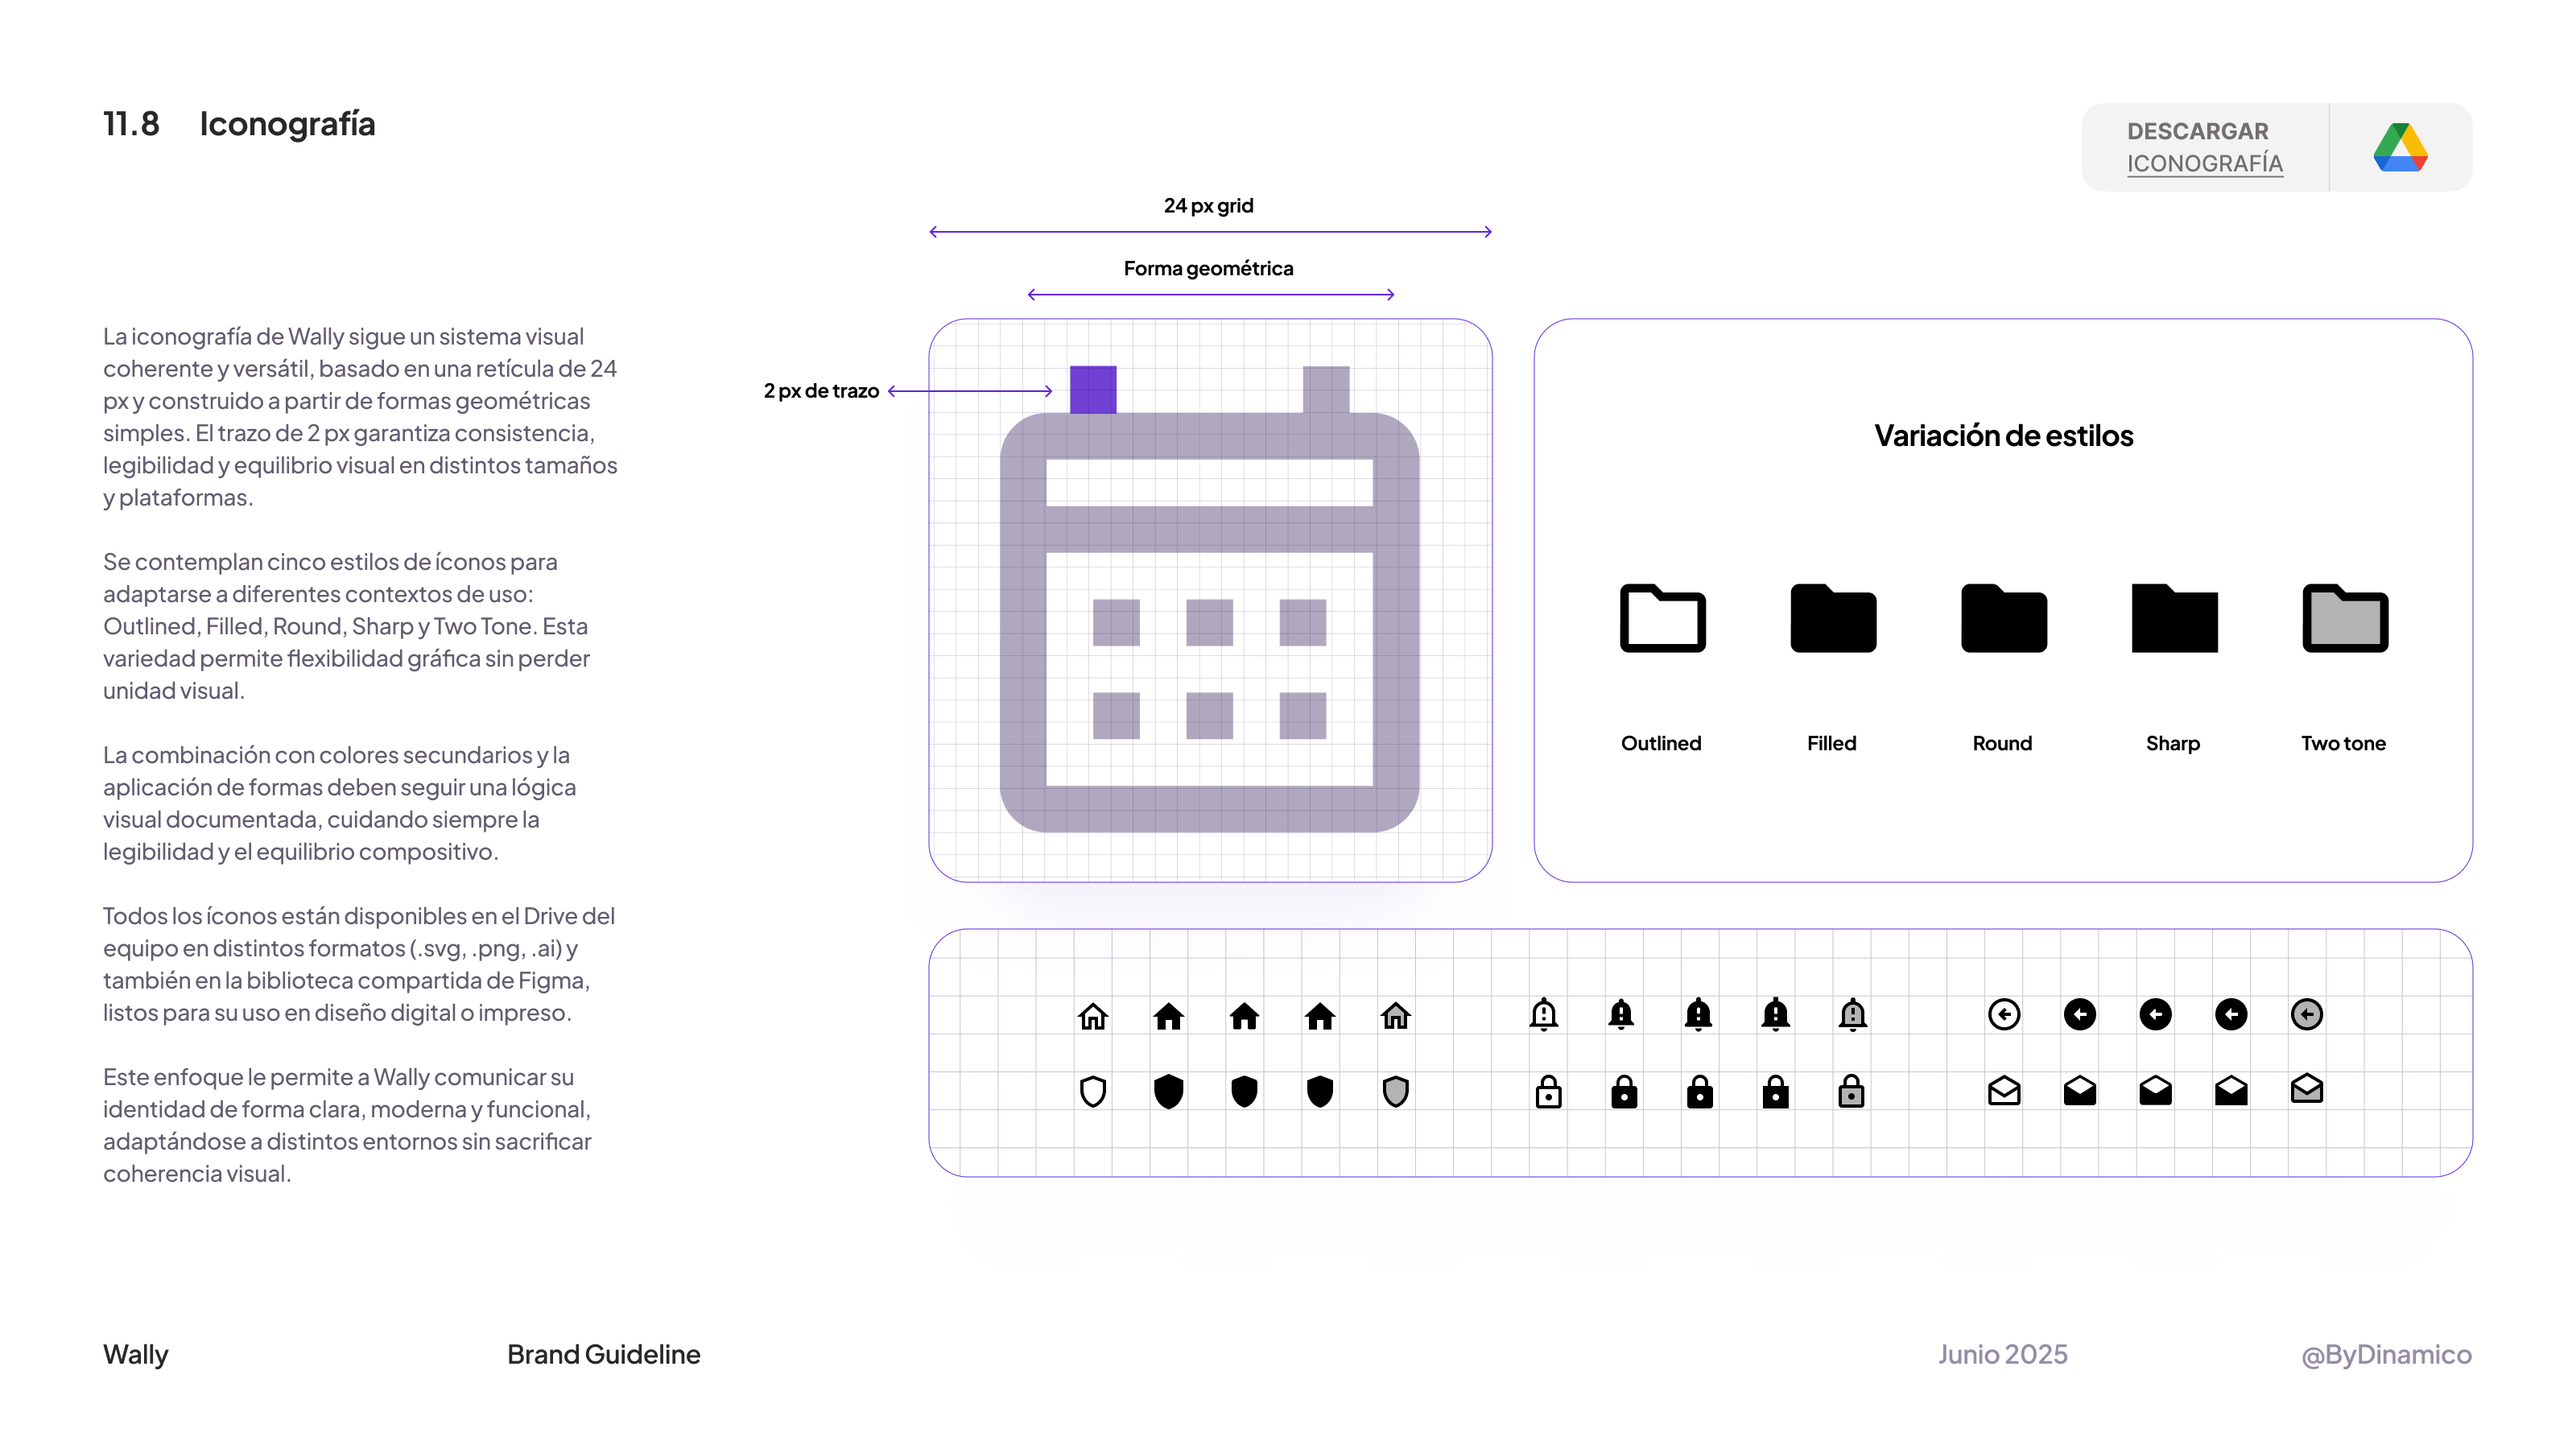 11.8 Iconografía
DESCARGAR
ICONOGRAFÍA
24 px grid
Forma geométrica
2 px de trazo
La iconografía de Wally sigue un sistema visual
coherente y versátil, basado en una retícula de 24
px y construido a partir de formas geométricas
simples. El trazo de 2 px garantiza consistencia,
legibilidad y equilibrio visual en distintos tamaños
y plataformas.
Se contemplan cinco estilos de íconos para
adaptarse a diferentes contextos de uso:
Outlined, Filled, Round, Sharp y Two Tone. Esta
variedad permite flexibilidad gráfica sin perder
unidad visual.
La combinación con colores secundarios y la
aplicación de formas deben seguir una lógica
visual documentada, cuidando siempre la
legibilidad y el equilibrio compositivo.
Todos los íconos están disponibles en el Drive del
equipo en distintos formatos (.svg, .png, .ai) y
también en la biblioteca compartida de Figma,
listos para su uso en diseño digital o impreso.
Este enfoque le permite a Wally comunicar su
identidad de forma clara, moderna y funcional,
adaptándose a distintos entornos sin sacrificar
coherencia visual.
Variación de estilos
Outlined Filled Round Sharp Two tone
Wally Brand Guideline Junio 2025 @ByDinamico